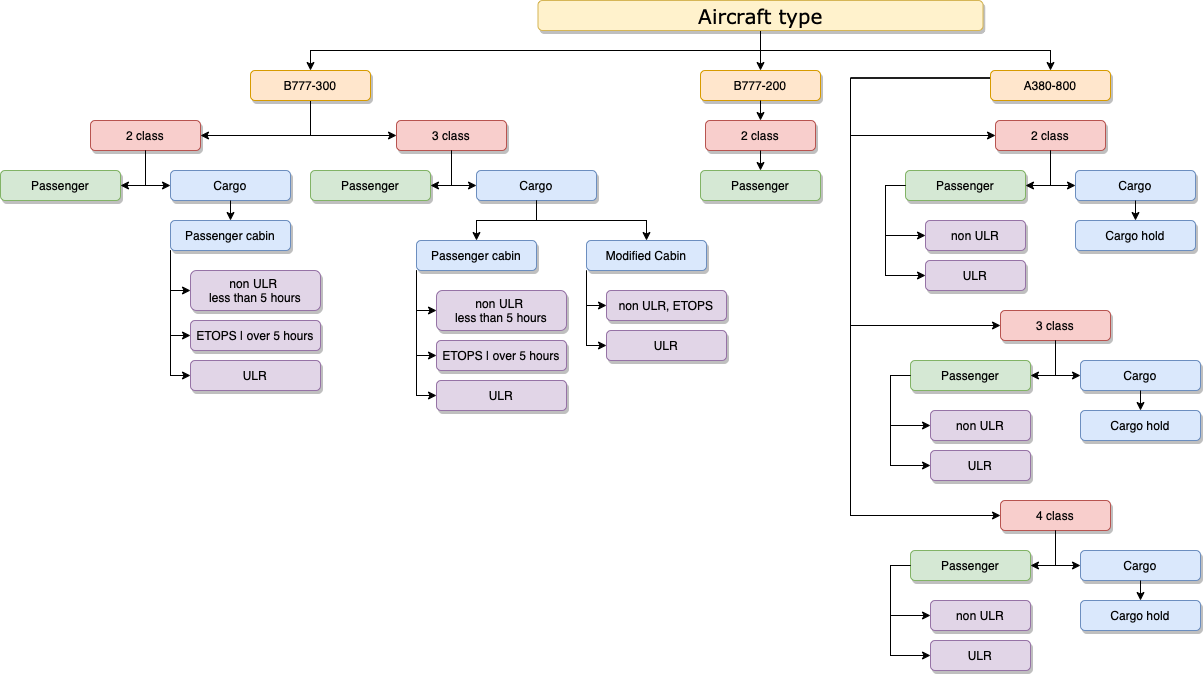 Aircraft type
B777-300
2 class
Passenger
Cargo
Passenger cabin
non ULR
less than 5 hours
ETOPS | over 5 hours
ULR
3 class
Passenger
Cargo
Passenger cabin
non ULR
less than 5 hours
ETOPS | over 5 hours
ULR
Modified Cabin
non ULR, ETOPS
ULR
B777-200
2 class
Passenger
A380-800
2 class
Passenger
non ULR
ULR
Cargo
Cargo hold
3 class
Passenger
non ULR
ULR
Cargo
Cargo hold
4 class
Passenger
non ULR
ULR
Cargo
Cargo hold